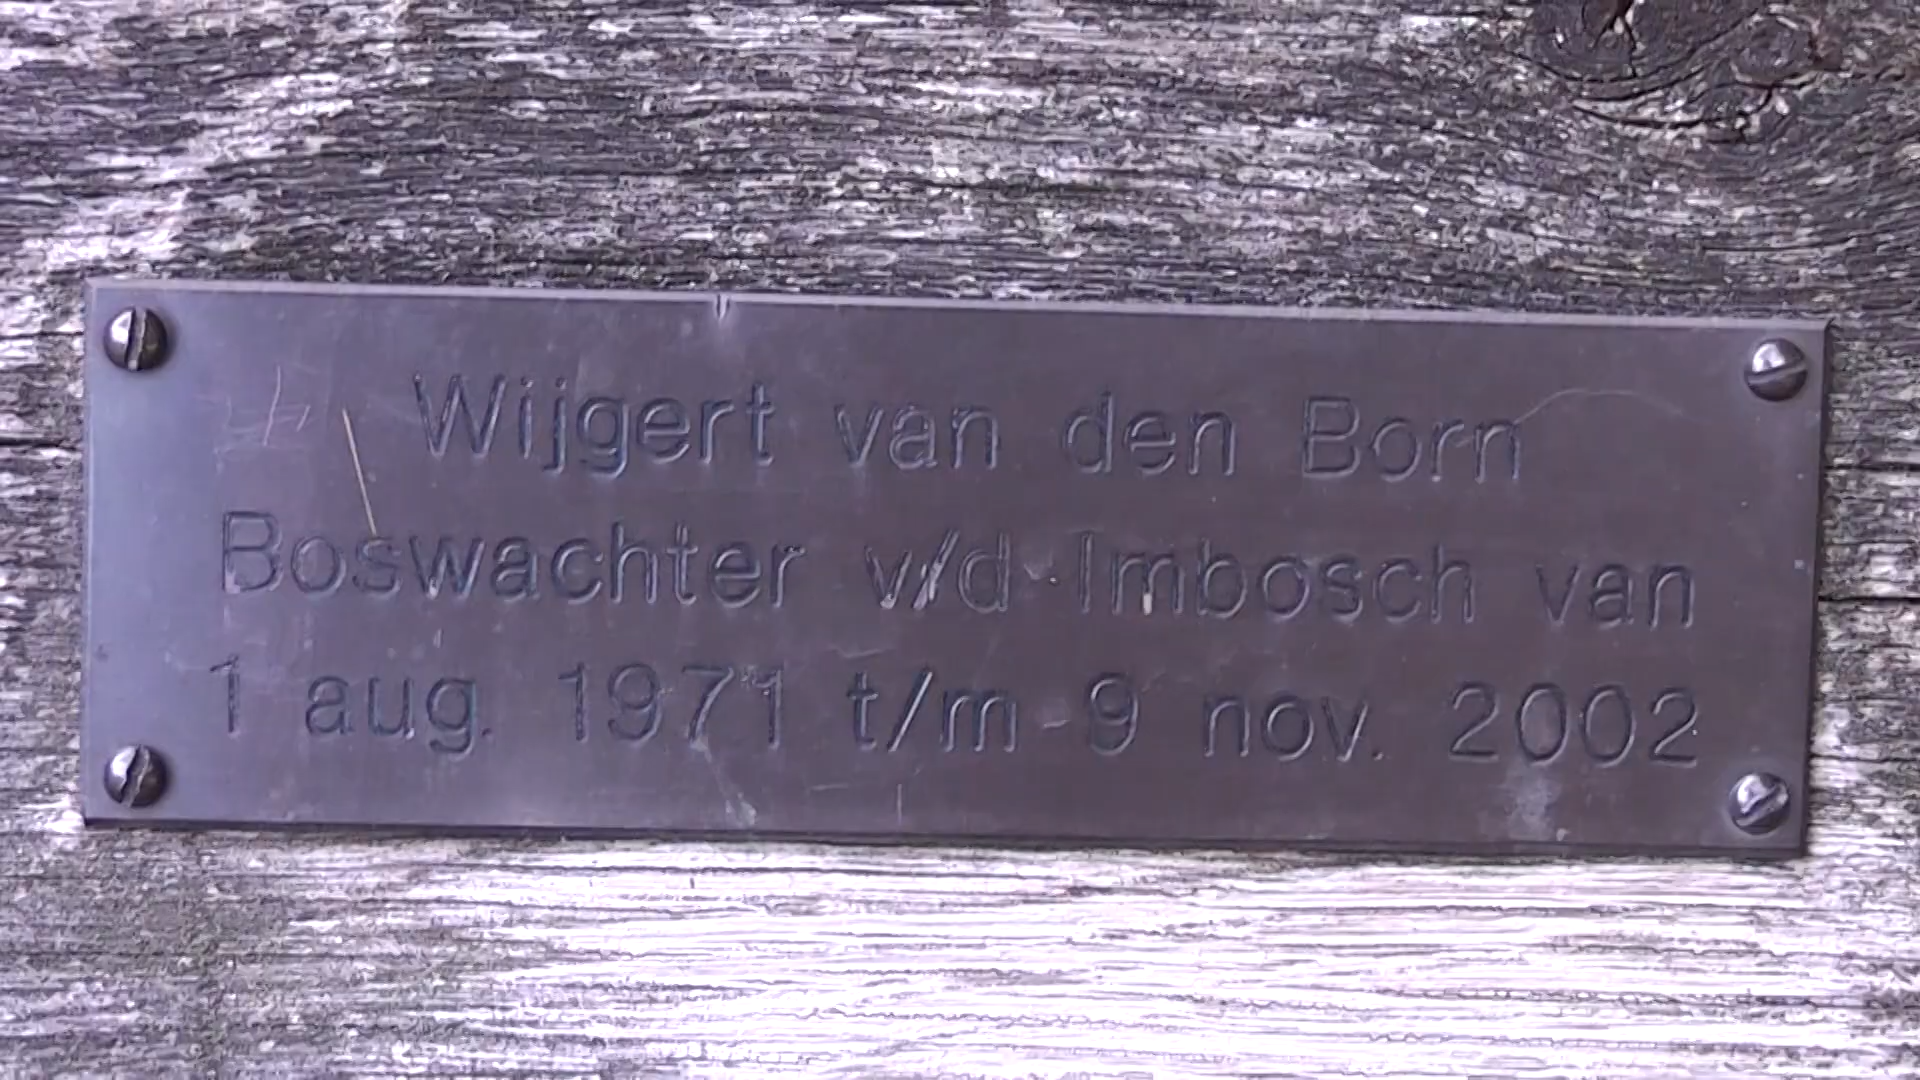 Wijgert van den Born
Boswachter v/d Imbosch van
1 aug. 1971 t/m 9 nov. 2002